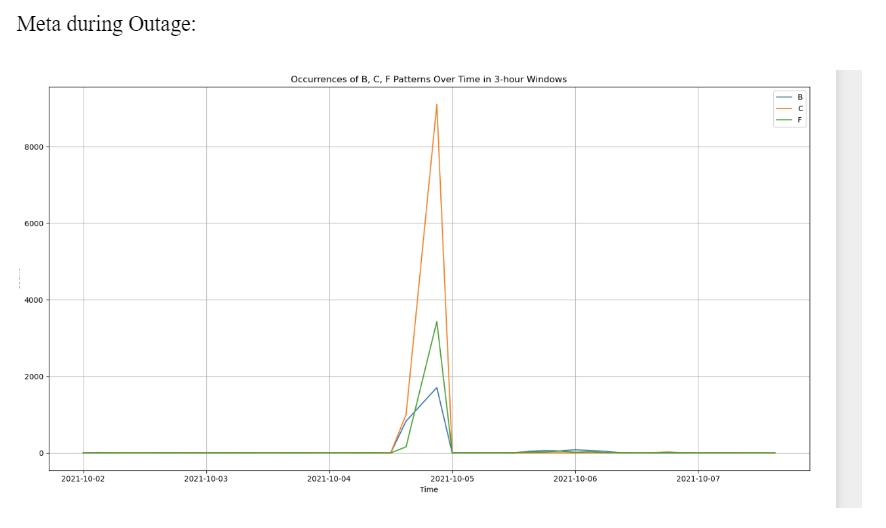 Meta during Outage:
Occurrences of B, C, F Patterns Over Time in 3-hour Windows
B
C
F
8000
6000
4000
2000
0
2021-10-02 2021-10-03 2021-10-04 2021-10-05 2021-10-06 2021-10-07
Time